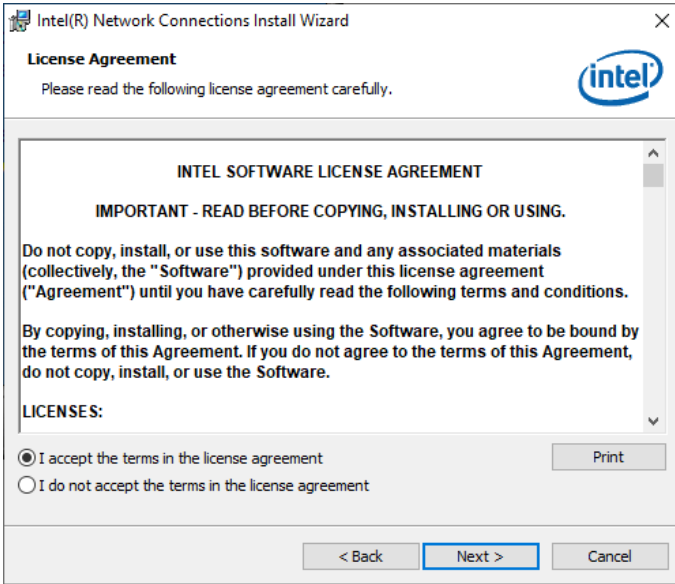 Intel(R) Network Connections Install Wizard
License Agreement
Please read the following license agreement carefully.
intel
INTEL SOFTWARE LICENSE AGREEMENT
IMPORTANT - READ BEFORE COPYING, INSTALLING OR USING.
Do not copy, install, or use this software and any associated materials
(collectively, the "Software") provided under this license agreement
("Agreement") until you have carefully read the following terms and conditions.
By copying, installing, or otherwise using the Software, you agree to be bound by
the terms of this Agreement. If you do not agree to the terms of this Agreement,
do not copy, install, or use the Software.
LICENSES:
I accept the terms in the license agreement
Print
I do not accept the terms in the license agreement
< Back
Next >
Cancel